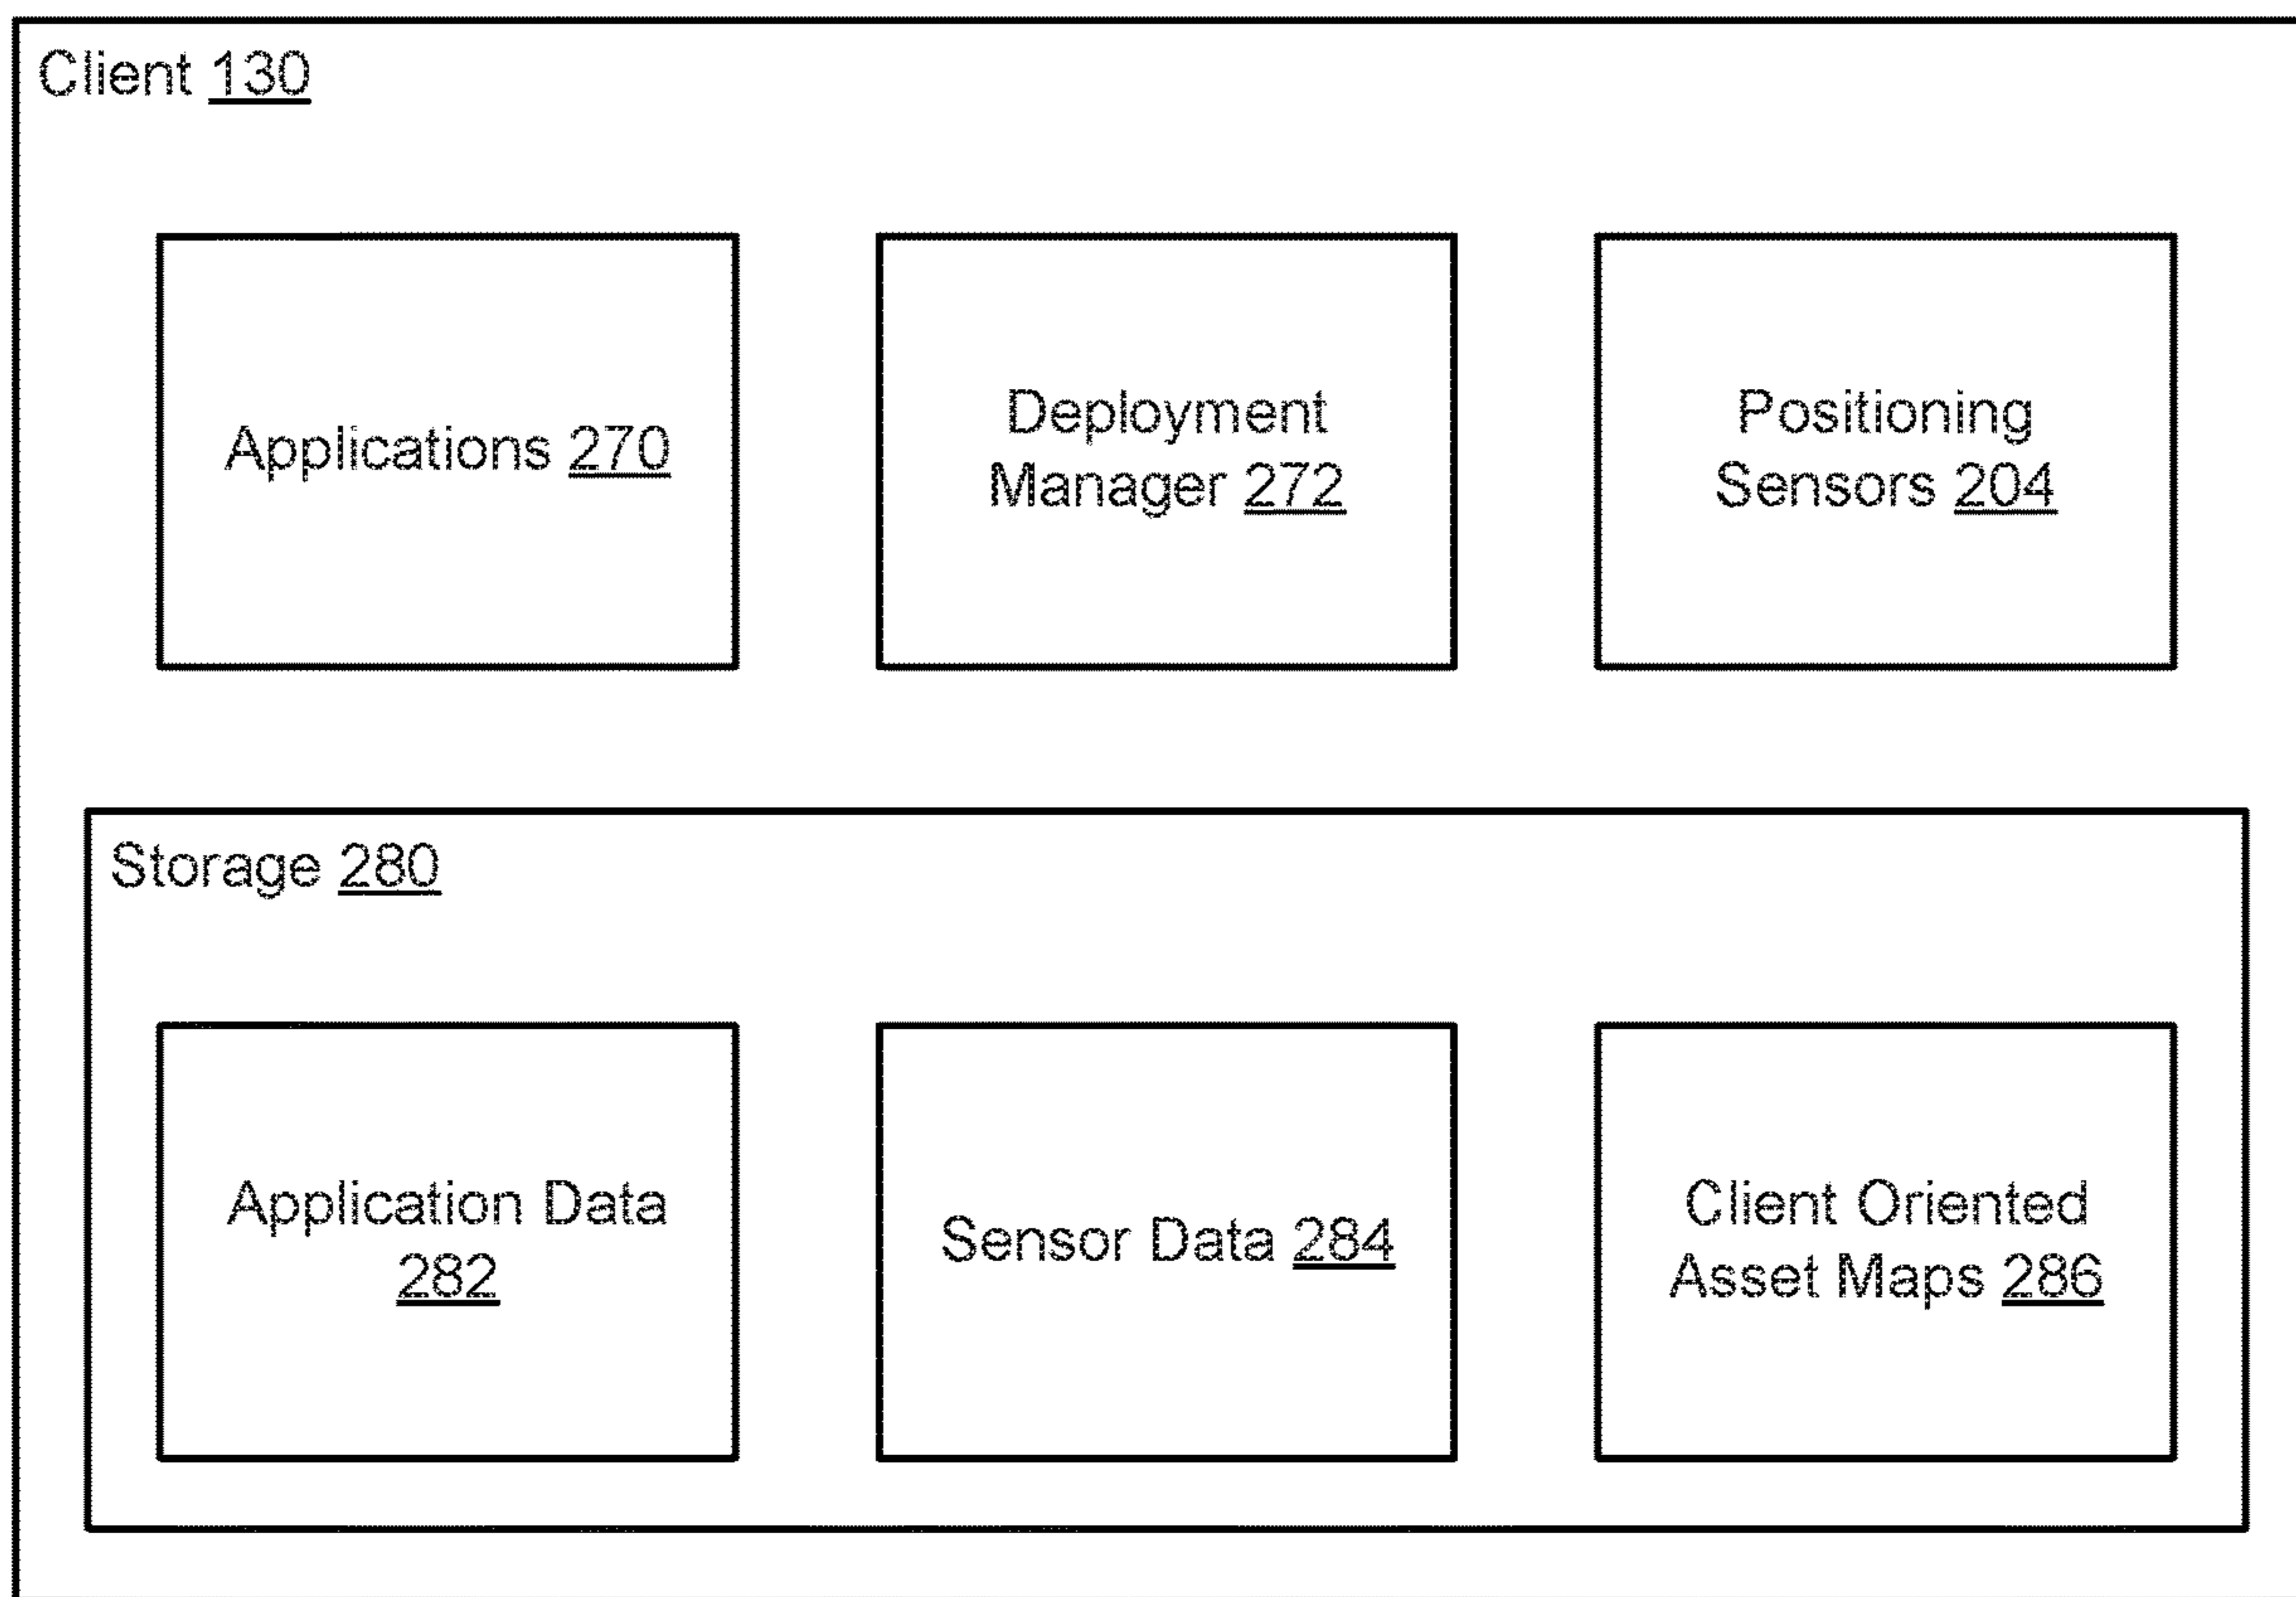 Client 130
Applications 270
Deployment
Manager 272
Positioning
Sensors 204
Storage 280
Application Data
282
Sensor Data 284
Client Oriented
Asset Maps 286